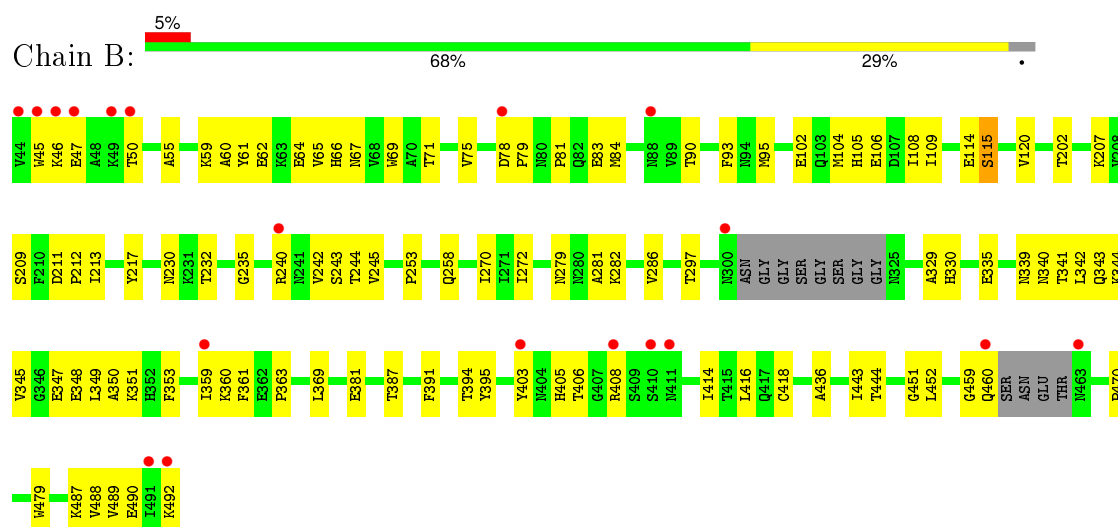 5%
Chain B:
68% 29% •
V44 W45 K46 E47 A48 K49 T50 A55 K59 A60 Y61 E62 K63 E64 V65 H66 N67 V68 W69 A70 T71 V75 D78 P79 N80 P81 Q82 E83 M84 N88 V89 T90 F93 N94 M95 E102 Q103 M104 H105 E106 D107 I108 I109 E114 S115 V120 T202 K207 V208
S209 F210 D211 P212 I213 Y217 N230 K231 T232 G235 R240 N241 V242 S243 T244 V245 P253 Q258 I270 I271 I272 N279 N280 A281 K282 V286 T297 N300 ASN GLY GLY SER GLY SER GLY GLY N325 A329 H330 E335 N339 N340 T341 L342 Q343 K344
V345 G346 E347 E348 L349 A350 K351 H352 F353 I359 K360 F361 E362 P363 L369 E381 T387 F391 T394 Y395 Y403 N404 H405 T406 G407 R408 S409 S410 N411 I414 T415 L416 Q417 C418 A436 I443 T444 G451 L452 G459 Q460 SER ASN GLU THR N463
W479 K487 V488 V489 E490 I491 K492